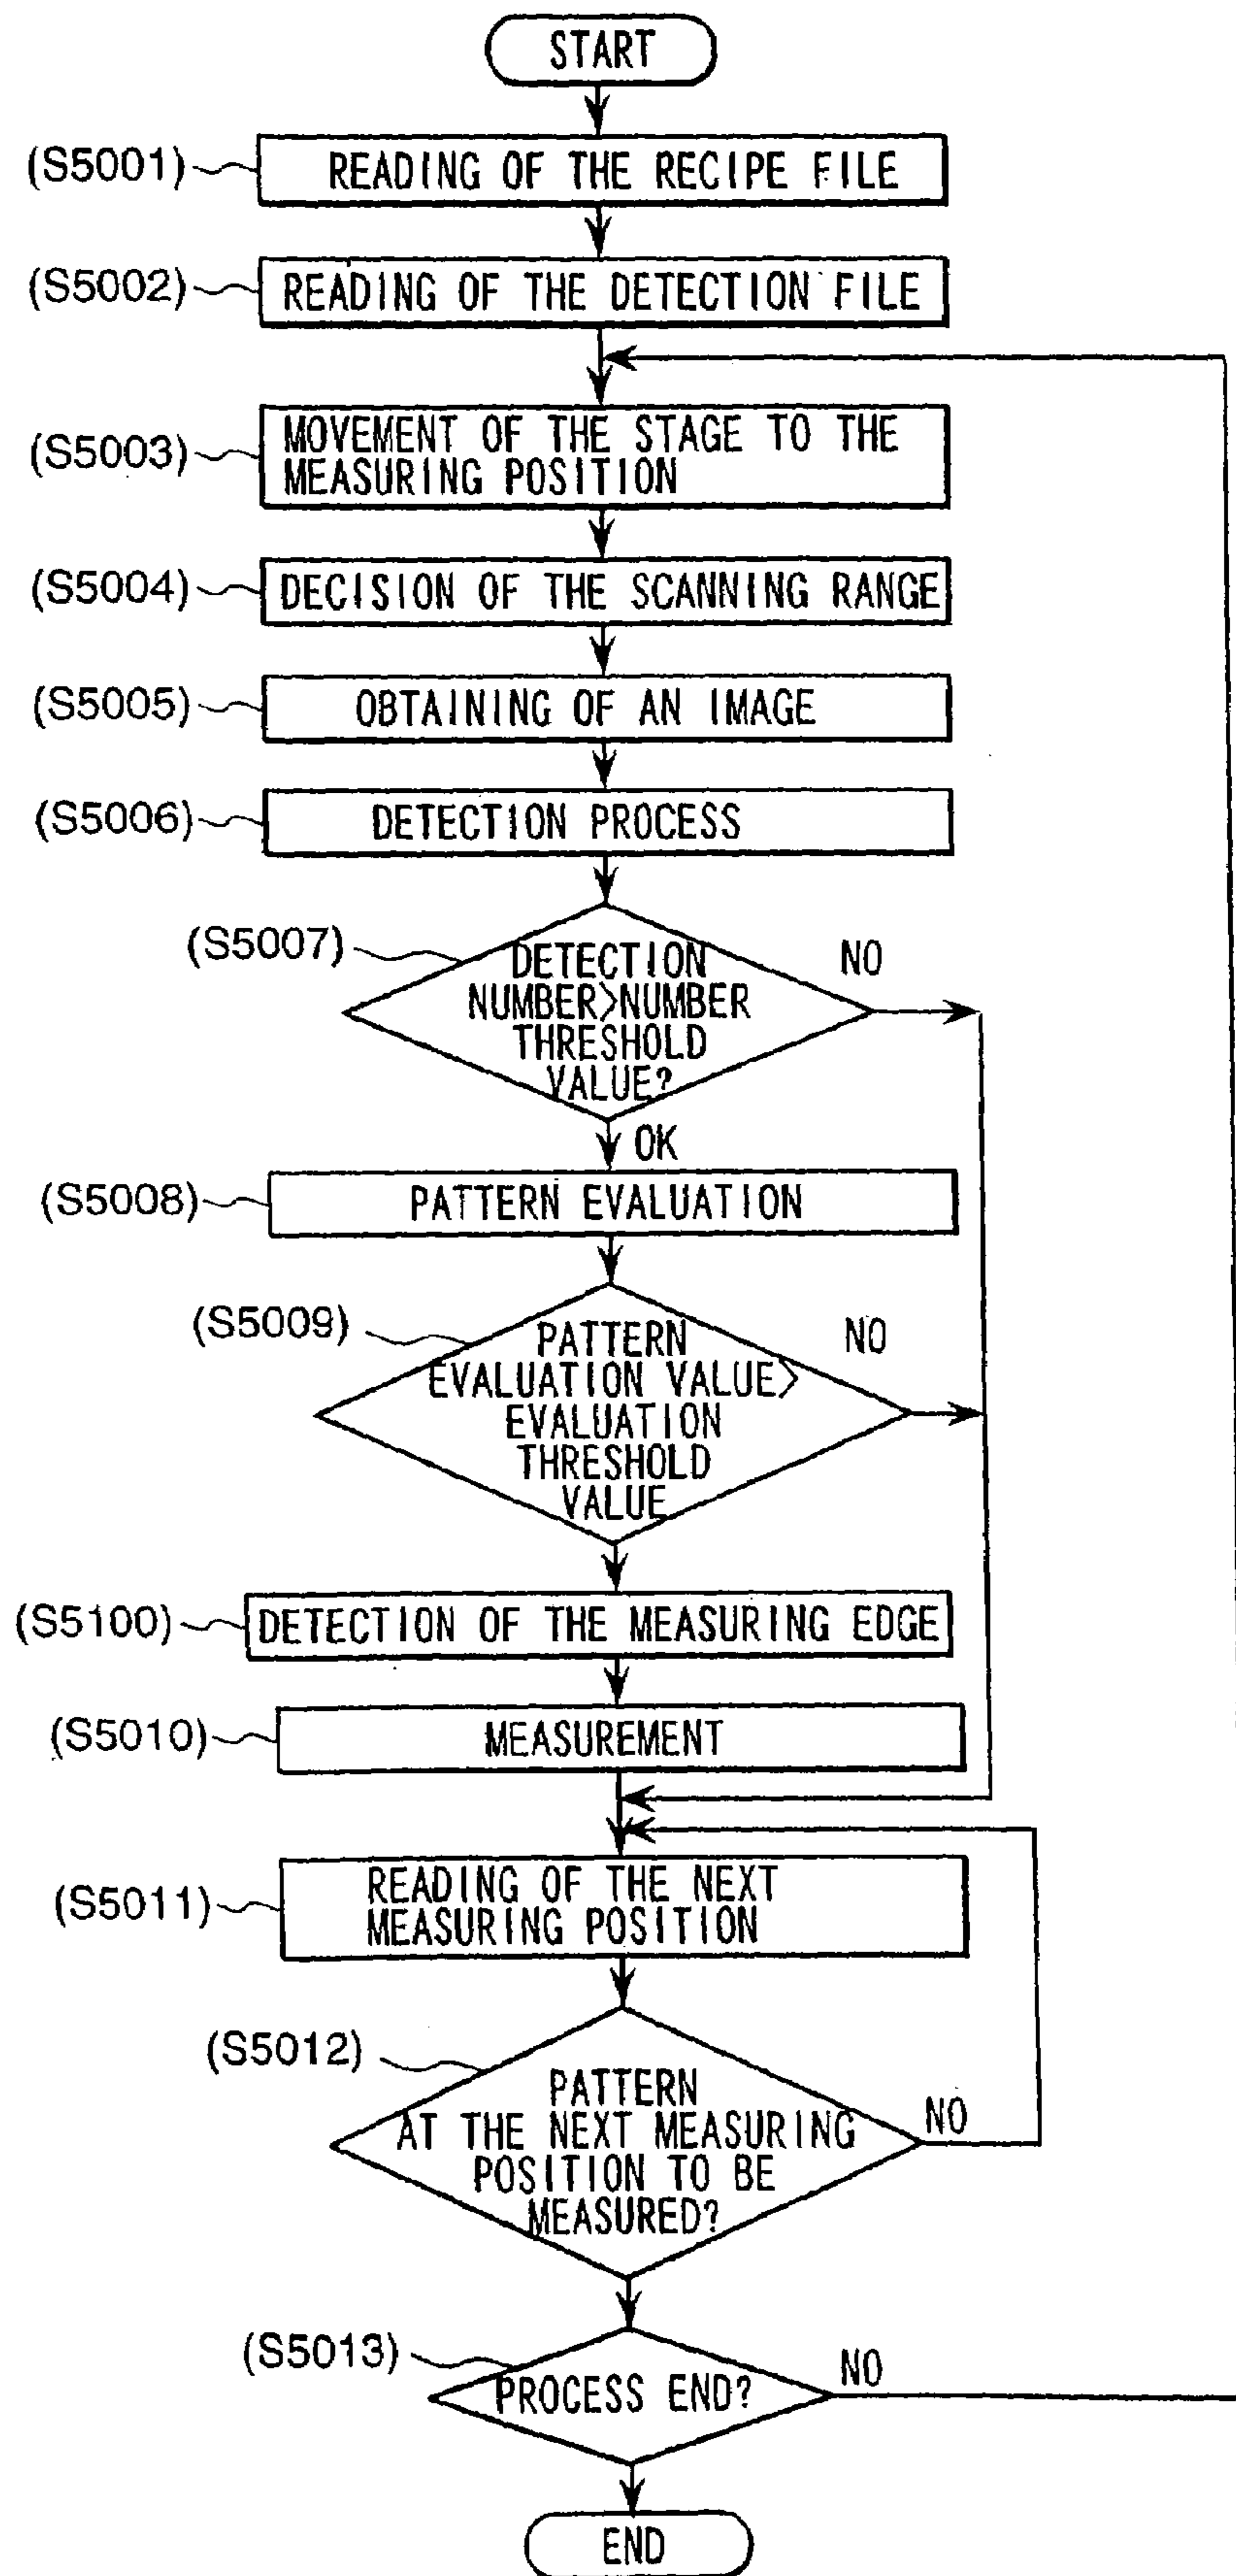 START
(S5001)
READING OF THE RECIPE FILE
(S5002)
READING OF THE DETECTION FILE
(S5003)
MOVEMENT OF THE STAGE TO THE
MEASURING POSITION
(S5004)
DECISION OF THE SCANNING RANGE
(S5005)
OBTAINING OF AN IMAGE
(S5006)
DETECTION PROCESS
(S5007)
DETECTION
NUMBER>NUMBER
THRESHOLD
VALUE?
NO
OK
(S5008)
PATTERN EVALUATION
(S5009)
PATTERN
EVALUATION VALUE>
EVALUATION
THRESHOLD
VALUE
NO
(S5100)
DETECTION OF THE MEASURING EDGE
(S5010)
MEASUREMENT
(S5011)
READING OF THE NEXT
MEASURING POSITION
(S5012)
PATTERN
AT THE NEXT MEASURING
POSITION TO BE
MEASURED?
NO
(S5013)
PROCESS END?
NO
END